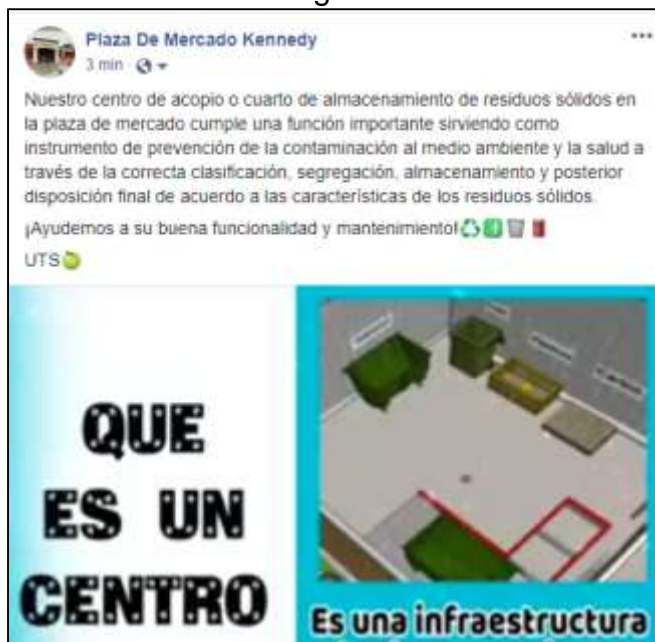 Plaza De Mercado Kennedy
3 min
Nuestro centro de acopio o cuarto de almacenamiento de residuos sólidos en
la plaza de mercado cumple una función importante sirviendo como
instrumento de prevención de la contaminación al medio ambiente y la salud a
través de la correcta clasificación, segregación, almacenamiento y posterior
disposición final de acuerdo a las características de los residuos sólidos.
¡Ayudemos a su buena funcionalidad y mantenimiento!
UTS
QUE
ES UN
CENTRO
Es una infraestructura